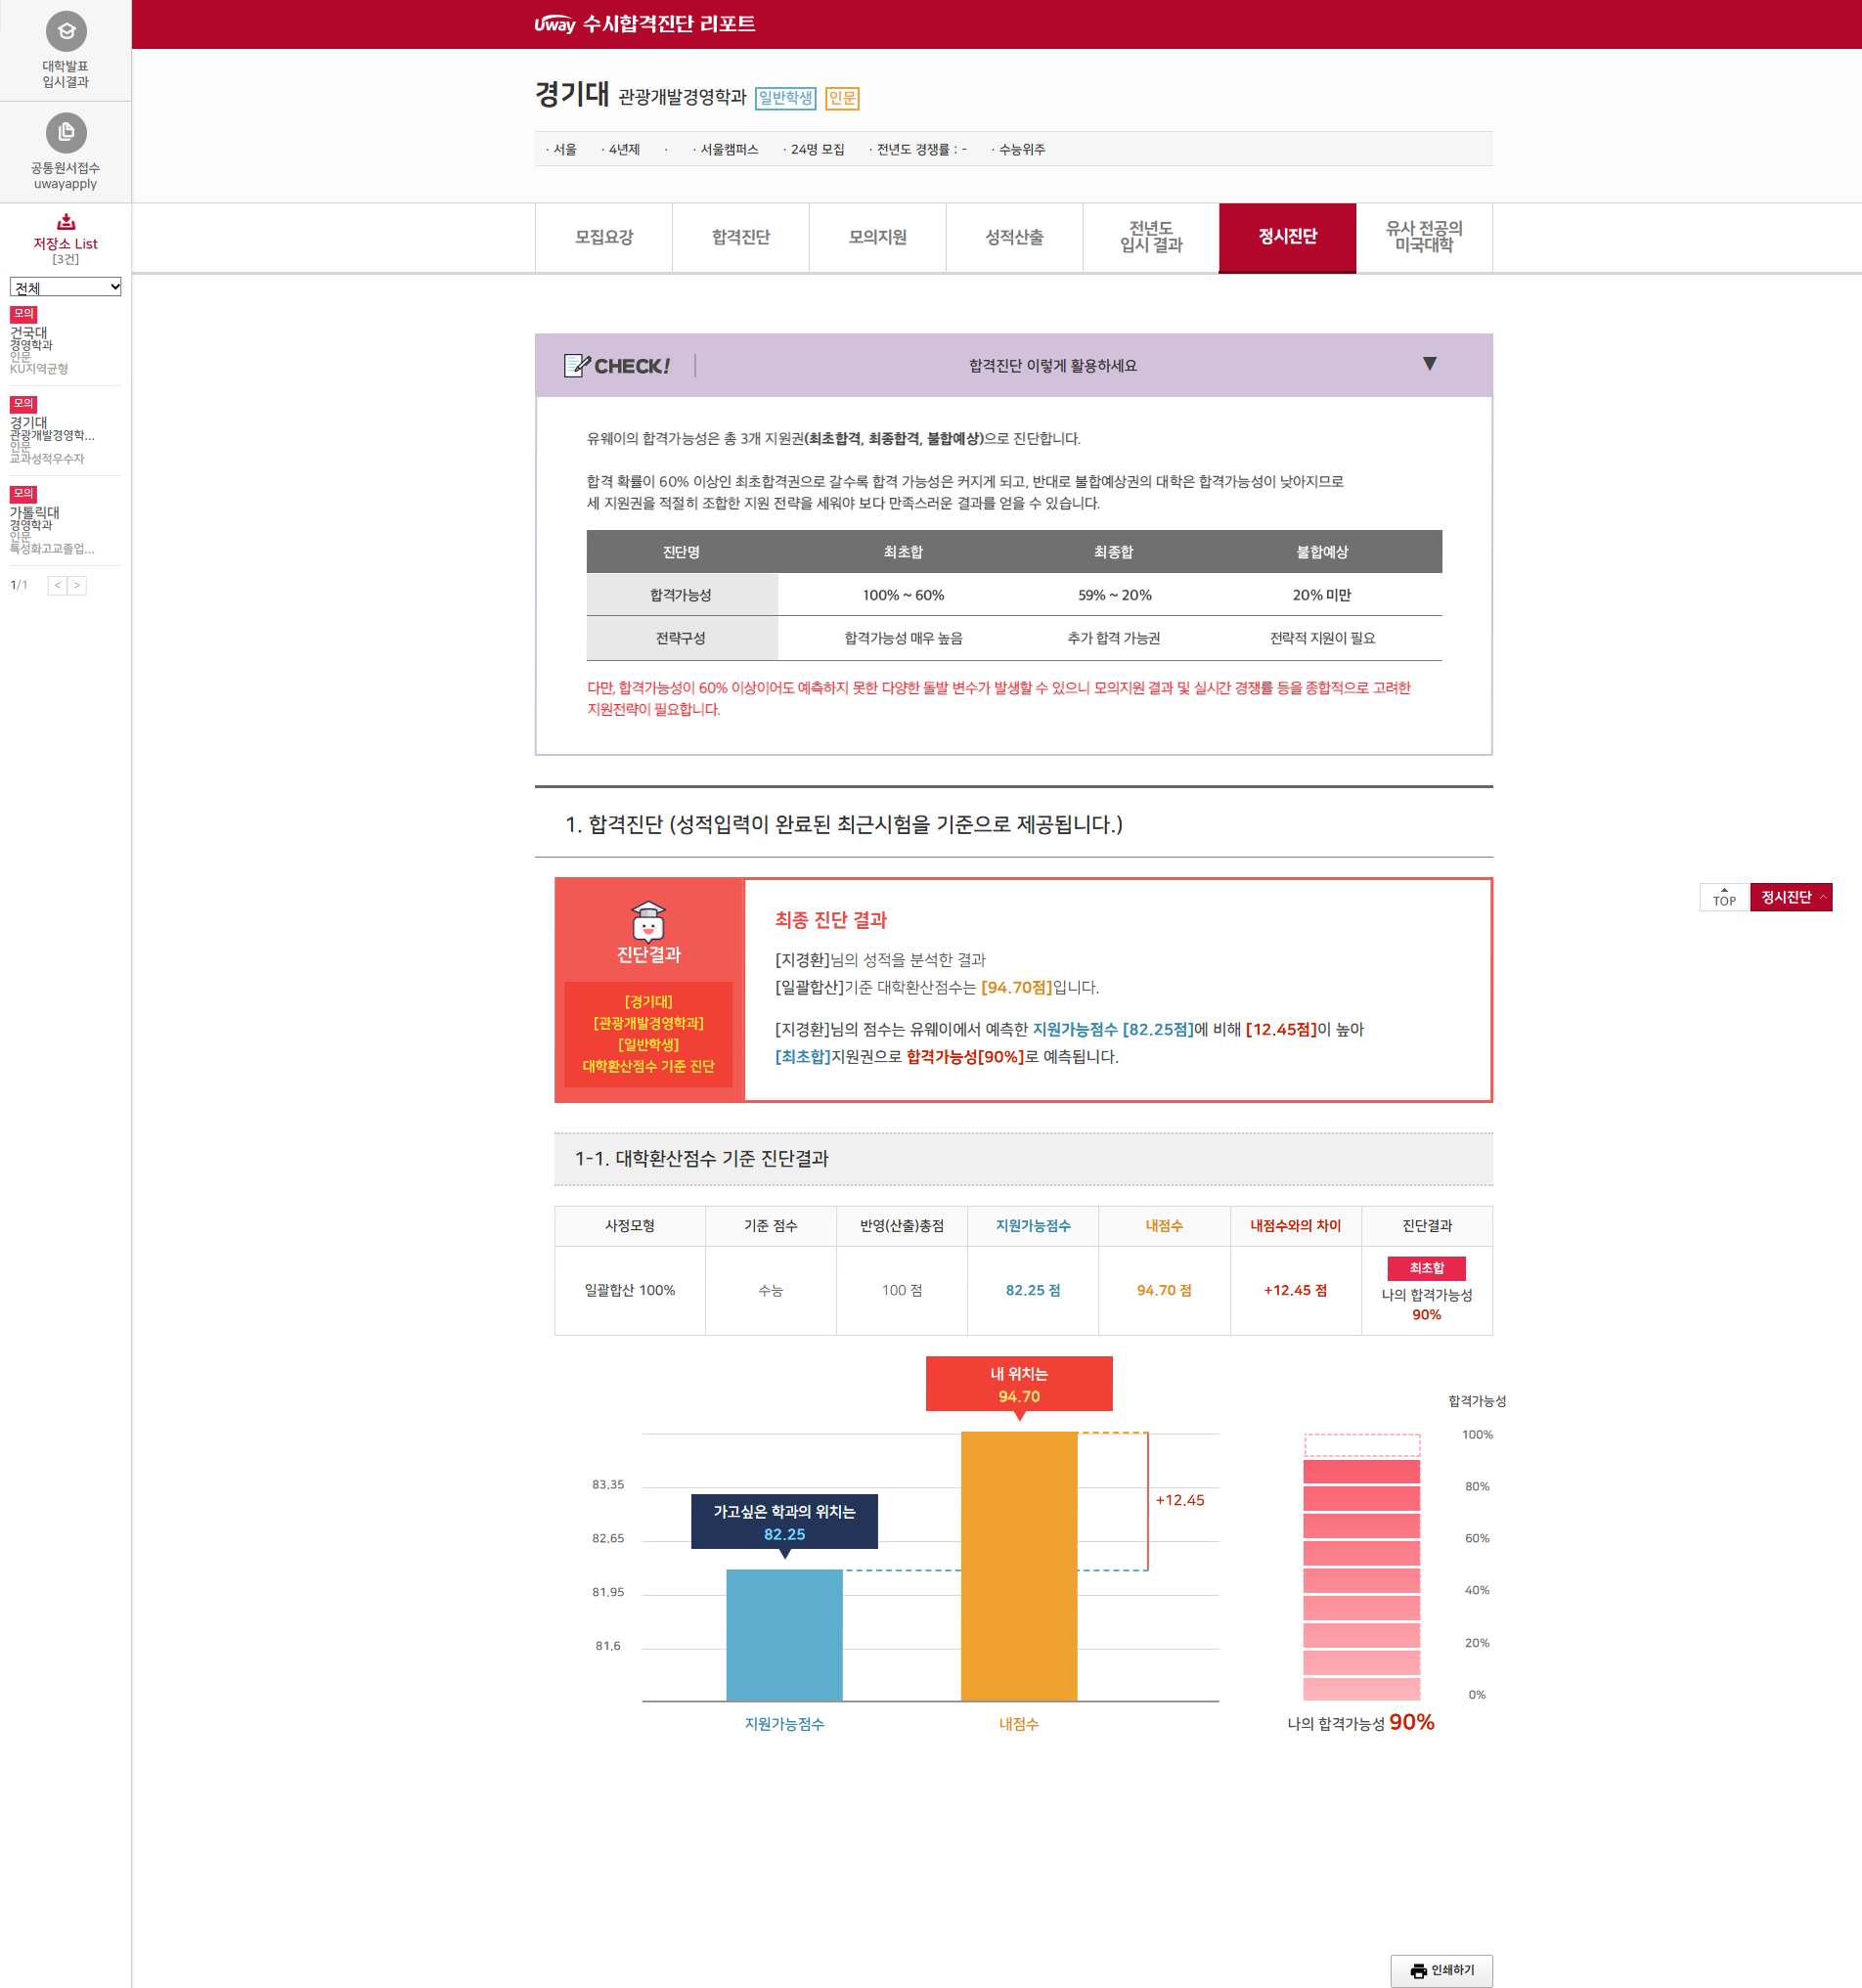 대학발표
입시결과
공통원서접수
uwayapply
저장소 List
[3건]
전체
모의
건국대
경영학과
인문
KU지역균형
모의
경기대
관광개발경영학...
인문
교과성적우수자
모의
가톨릭대
경영학과
인문
특성화고교졸업...
1/1 < >
Uway 수시합격진단 리포트
경기대 관광개발경영학과 일반학생 인문
· 서울 · 4년제 · · 서울캠퍼스 · 24명 모집 · 전년도 경쟁률 : - · 수능위주
모집요강
합격진단
모의지원
성적산출
전년도
입시 결과
정시진단
유사 전공의
미국대학
CHECK! 합격진단 이렇게 활용하세요 ▼
유웨이의 합격가능성은 총 3개 지원권(최초합격, 최종합격, 불합예상)으로 진단합니다.
합격 확률이 60% 이상인 최초합격권으로 갈수록 합격 가능성은 커지게 되고, 반대로 불합예상권의 대학은 합격가능성이 낮아지므로
세 지원권을 적절히 조합한 지원 전략을 세워야 보다 만족스러운 결과를 얻을 수 있습니다.
진단명 최초합 최종합 불합예상
합격가능성 100% ~ 60% 59% ~ 20% 20% 미만
전략구성 합격가능성 매우 높음 추가 합격 가능권 전략적 지원이 필요
다만, 합격가능성이 60% 이상이어도 예측하지 못한 다양한 돌발 변수가 발생할 수 있으니 모의지원 결과 및 실시간 경쟁률 등을 종합적으로 고려한
지원전략이 필요합니다.
1. 합격진단 (성적입력이 완료된 최근시험을 기준으로 제공됩니다.)
TOP
정시진단
진단결과
[경기대]
[관광개발경영학과]
[일반학생]
대학환산점수 기준 진단
최종 진단 결과
[지경환]님의 성적을 분석한 결과
[일괄합산]기준 대학환산점수는 [94.70점]입니다.
[지경환]님의 점수는 유웨이에서 예측한 지원가능점수 [82.25점]에 비해 [12.45점]이 높아
[최초합]지원권으로 합격가능성[90%]로 예측됩니다.
1-1. 대학환산점수 기준 진단결과
사정모형 기준 점수 반영(산출)총점 지원가능점수 내점수 내점수와의 차이 진단결과
일괄합산 100% 수능 100 점 82.25 점 94.70 점 +12.45 점 최초합
나의 합격가능성
90%
내 위치는
94.70
가고싶은 학과의 위치는
82.25
83.35
82.65
81.95
81.6
+12.45
지원가능점수
내점수
합격가능성
100%
80%
60%
40%
20%
0%
나의 합격가능성 90%
인쇄하기